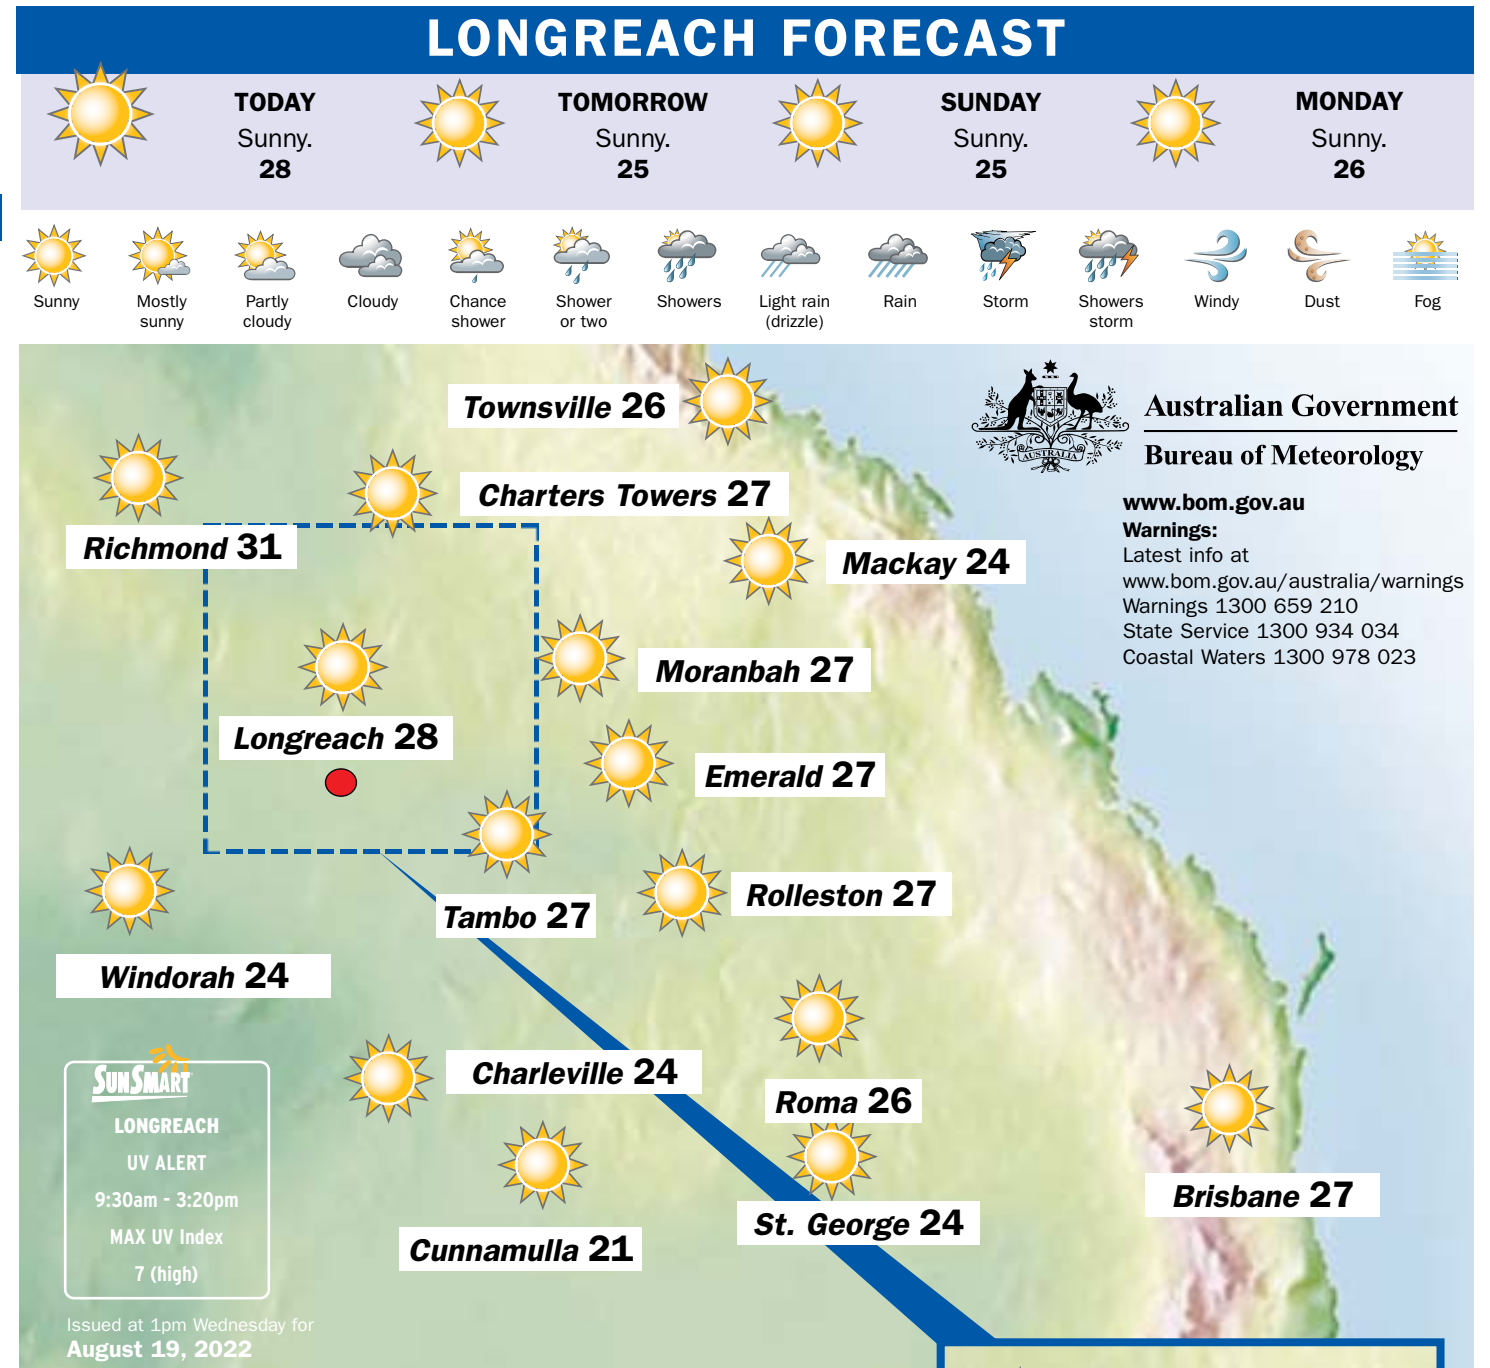 LONGREACH FORECAST
TODAY
Sunny.
28
TOMORROW
Sunny.
25
SUNDAY
Sunny.
25
MONDAY
Sunny.
26
Sunny
Mostly
sunny
Partly
cloudy
Cloudy
Chance
shower
Shower
or two
Showers
Light rain
(drizzle)
Rain
Storm
Showers
storm
Windy
Dust
Fog
Townsville 26
Charters Towers 27
Richmond 31
Mackay 24
Moranbah 27
Longreach 28
Emerald 27
Rolleston 27
Tambo 27
Windorah 24
Charleville 24
Roma 26
Brisbane 27
St. George 24
Cunnamulla 21
AUSTRALIA
Australian Government
Bureau of Meteorology
www.bom.gov.au
Warnings:
Latest info at
www.bom.gov.au/australia/warnings
Warnings 1300 659 210
State Service 1300 934 034
Coastal Waters 1300 978 023
SUNSMART
LONGREACH
UV ALERT
9:30am - 3:20pm
MAX UV Index
7 (high)
Issued at 1pm Wednesday for
August 19, 2022